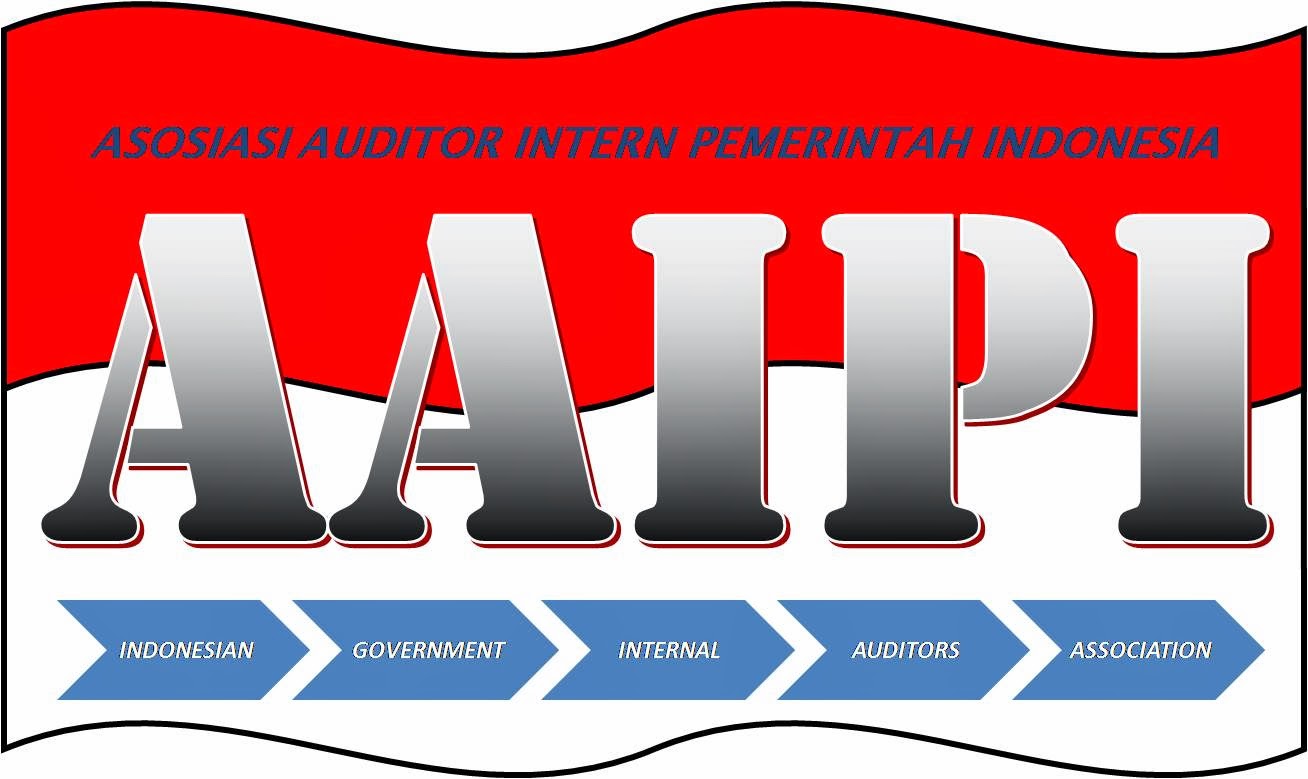 ASOSIASI AUDITOR INTERN PEMERINTAH INDONESIA
AAIPI
INDONESIAN GOVERNMENT INTERNAL AUDITORS ASSOCIATION